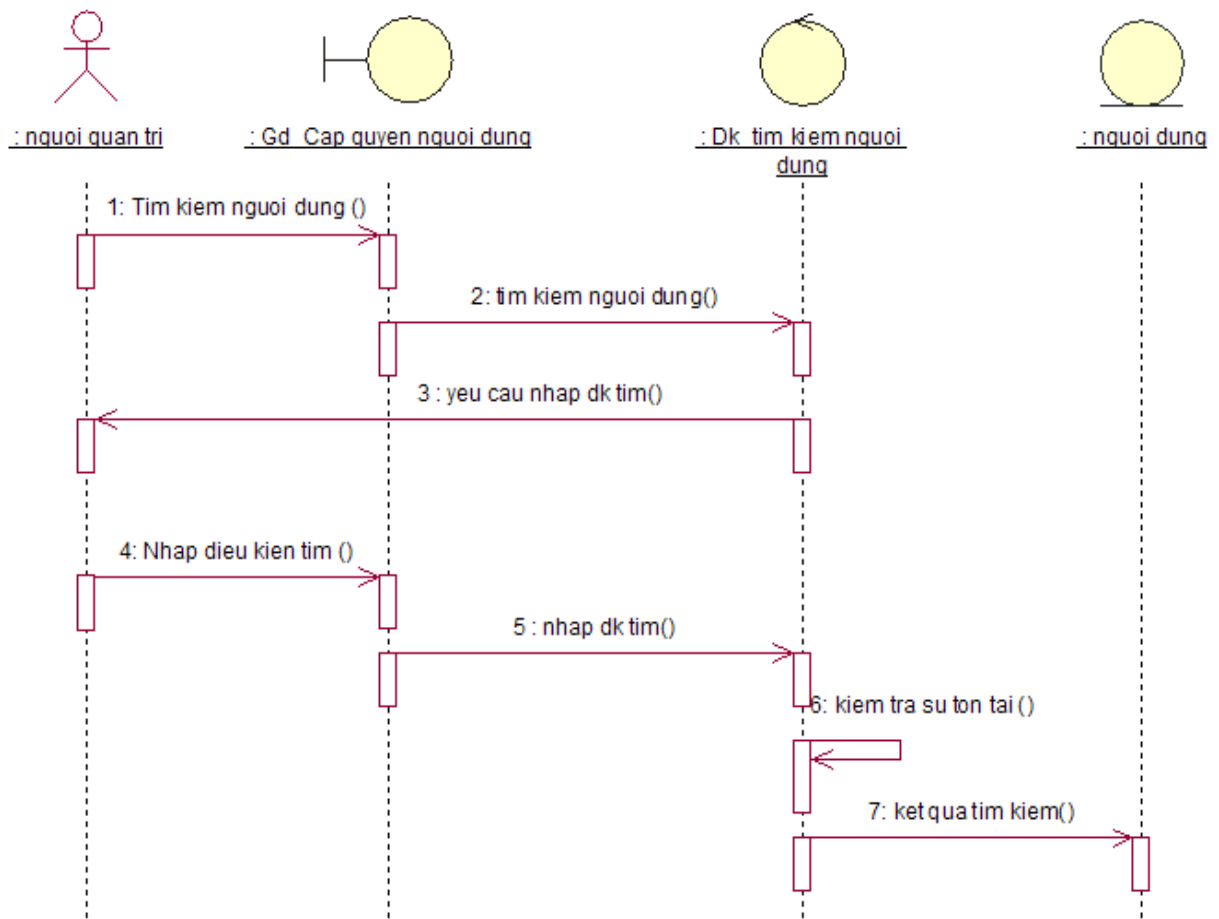 : nguoi quan tri
: Gd_Cap quyen nguoi dung
: Dk_tim kiem nguoi
dung
: nguoi dung
1: Tim kiem nguoi dung ()
2: tim kiem nguoi dung()
3 : yeu cau nhap dk tim()
4: Nhap dieu kien tim ()
5 : nhap dk tim()
6: kiem tra su ton tai ()
7: ket qua tim kiem()